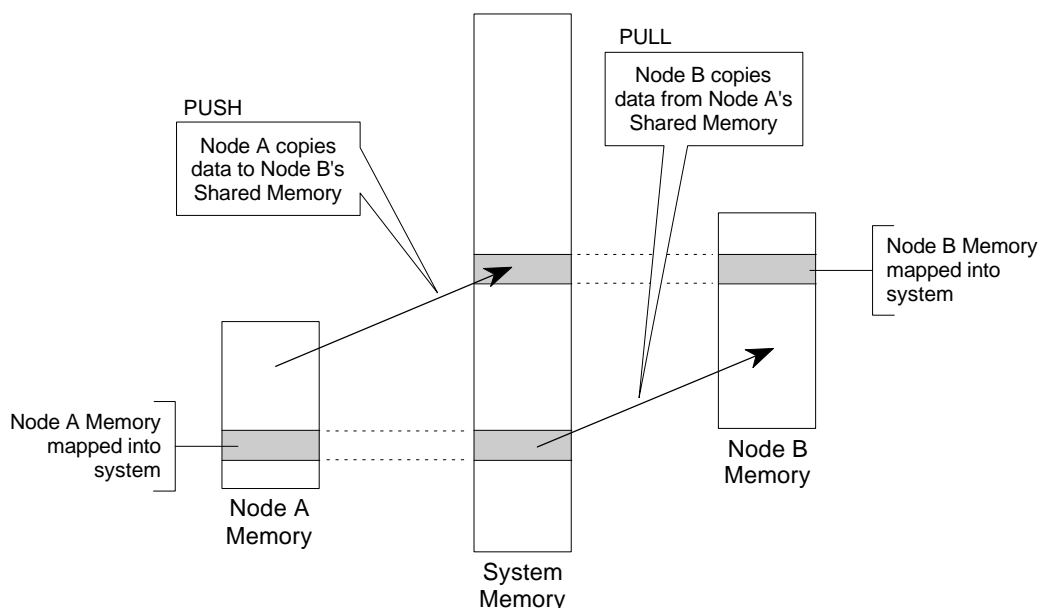 PULL
Node B copies
data from Node A's
Shared Memory
PUSH
Node A copies
data to Node B's
Shared Memory
Node B Memory
mapped into
system
Node A Memory
mapped into
system
Node B
Memory
Node A
Memory
System
Memory